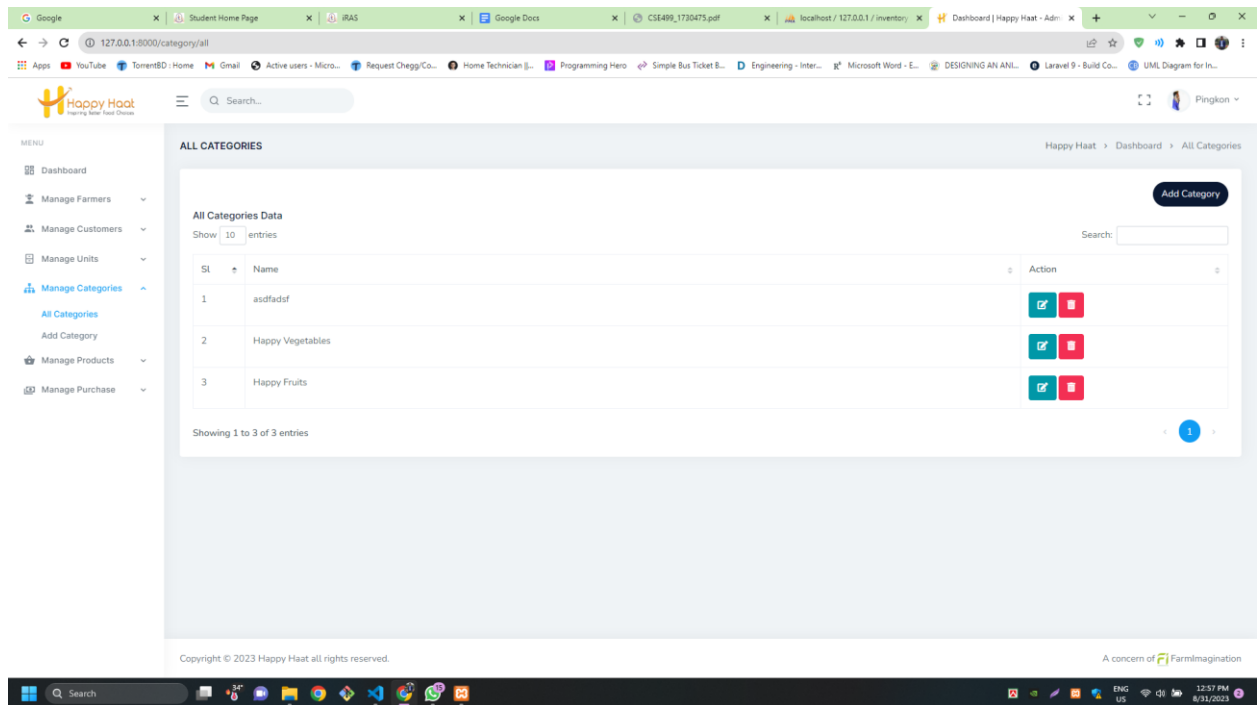 Google
Student Home Page
iRAS
Google Docs
CSE499_1730475.pdf
localhost / 127.0.0.1 / inventory
Dashboard | Happy Haat - Adm
127.0.0.1:8000/category/all
Apps
YouTube
TorrentBD : Home
Gmail
Active users - Micro...
Request Chegg/Co...
Home Technician ||...
Programming Hero
Simple Bus Ticket B...
Engineering - Inter...
Microsoft Word - E...
DESIGNING AN ANI...
Laravel 9 - Build Co...
UML Diagram for In...
Happy Haat
Inspiring Better Food Choices
Search...
Pingkon
MENU
Dashboard
Manage Farmers
Manage Customers
Manage Units
Manage Categories
All Categories
Add Category
Manage Products
Manage Purchase
ALL CATEGORIES
Happy Haat > Dashboard > All Categories
Add Category
All Categories Data
Show 10 entries
Search:
Sl Name Action
1 asdfadsf
2 Happy Vegetables
3 Happy Fruits
Showing 1 to 3 of 3 entries
1
Copyright © 2023 Happy Haat all rights reserved.
A concern of FarmImagination
Search
34°
15
ENG
US
12:57 PM
8/31/2023